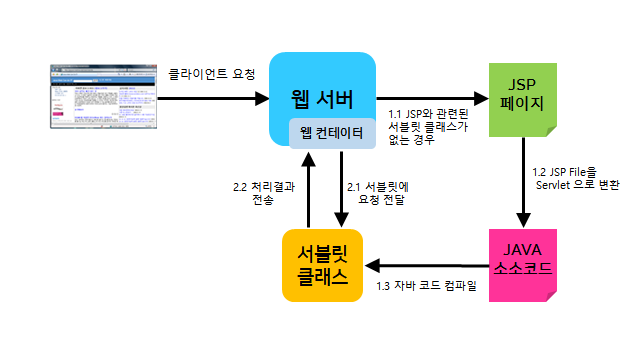 클라이언트 요청
웹 서버
웹 컨테이터
1.1 JSP와 관련된
서블릿 클래스가
없는 경우
JSP
페이지
1.2 JSP File을
Servlet 으로 변환
JAVA
소소코드
1.3 자바 코드 컴파일
서블릿
클래스
2.1 서블릿에
요청 전달
2.2 처리결과
전송